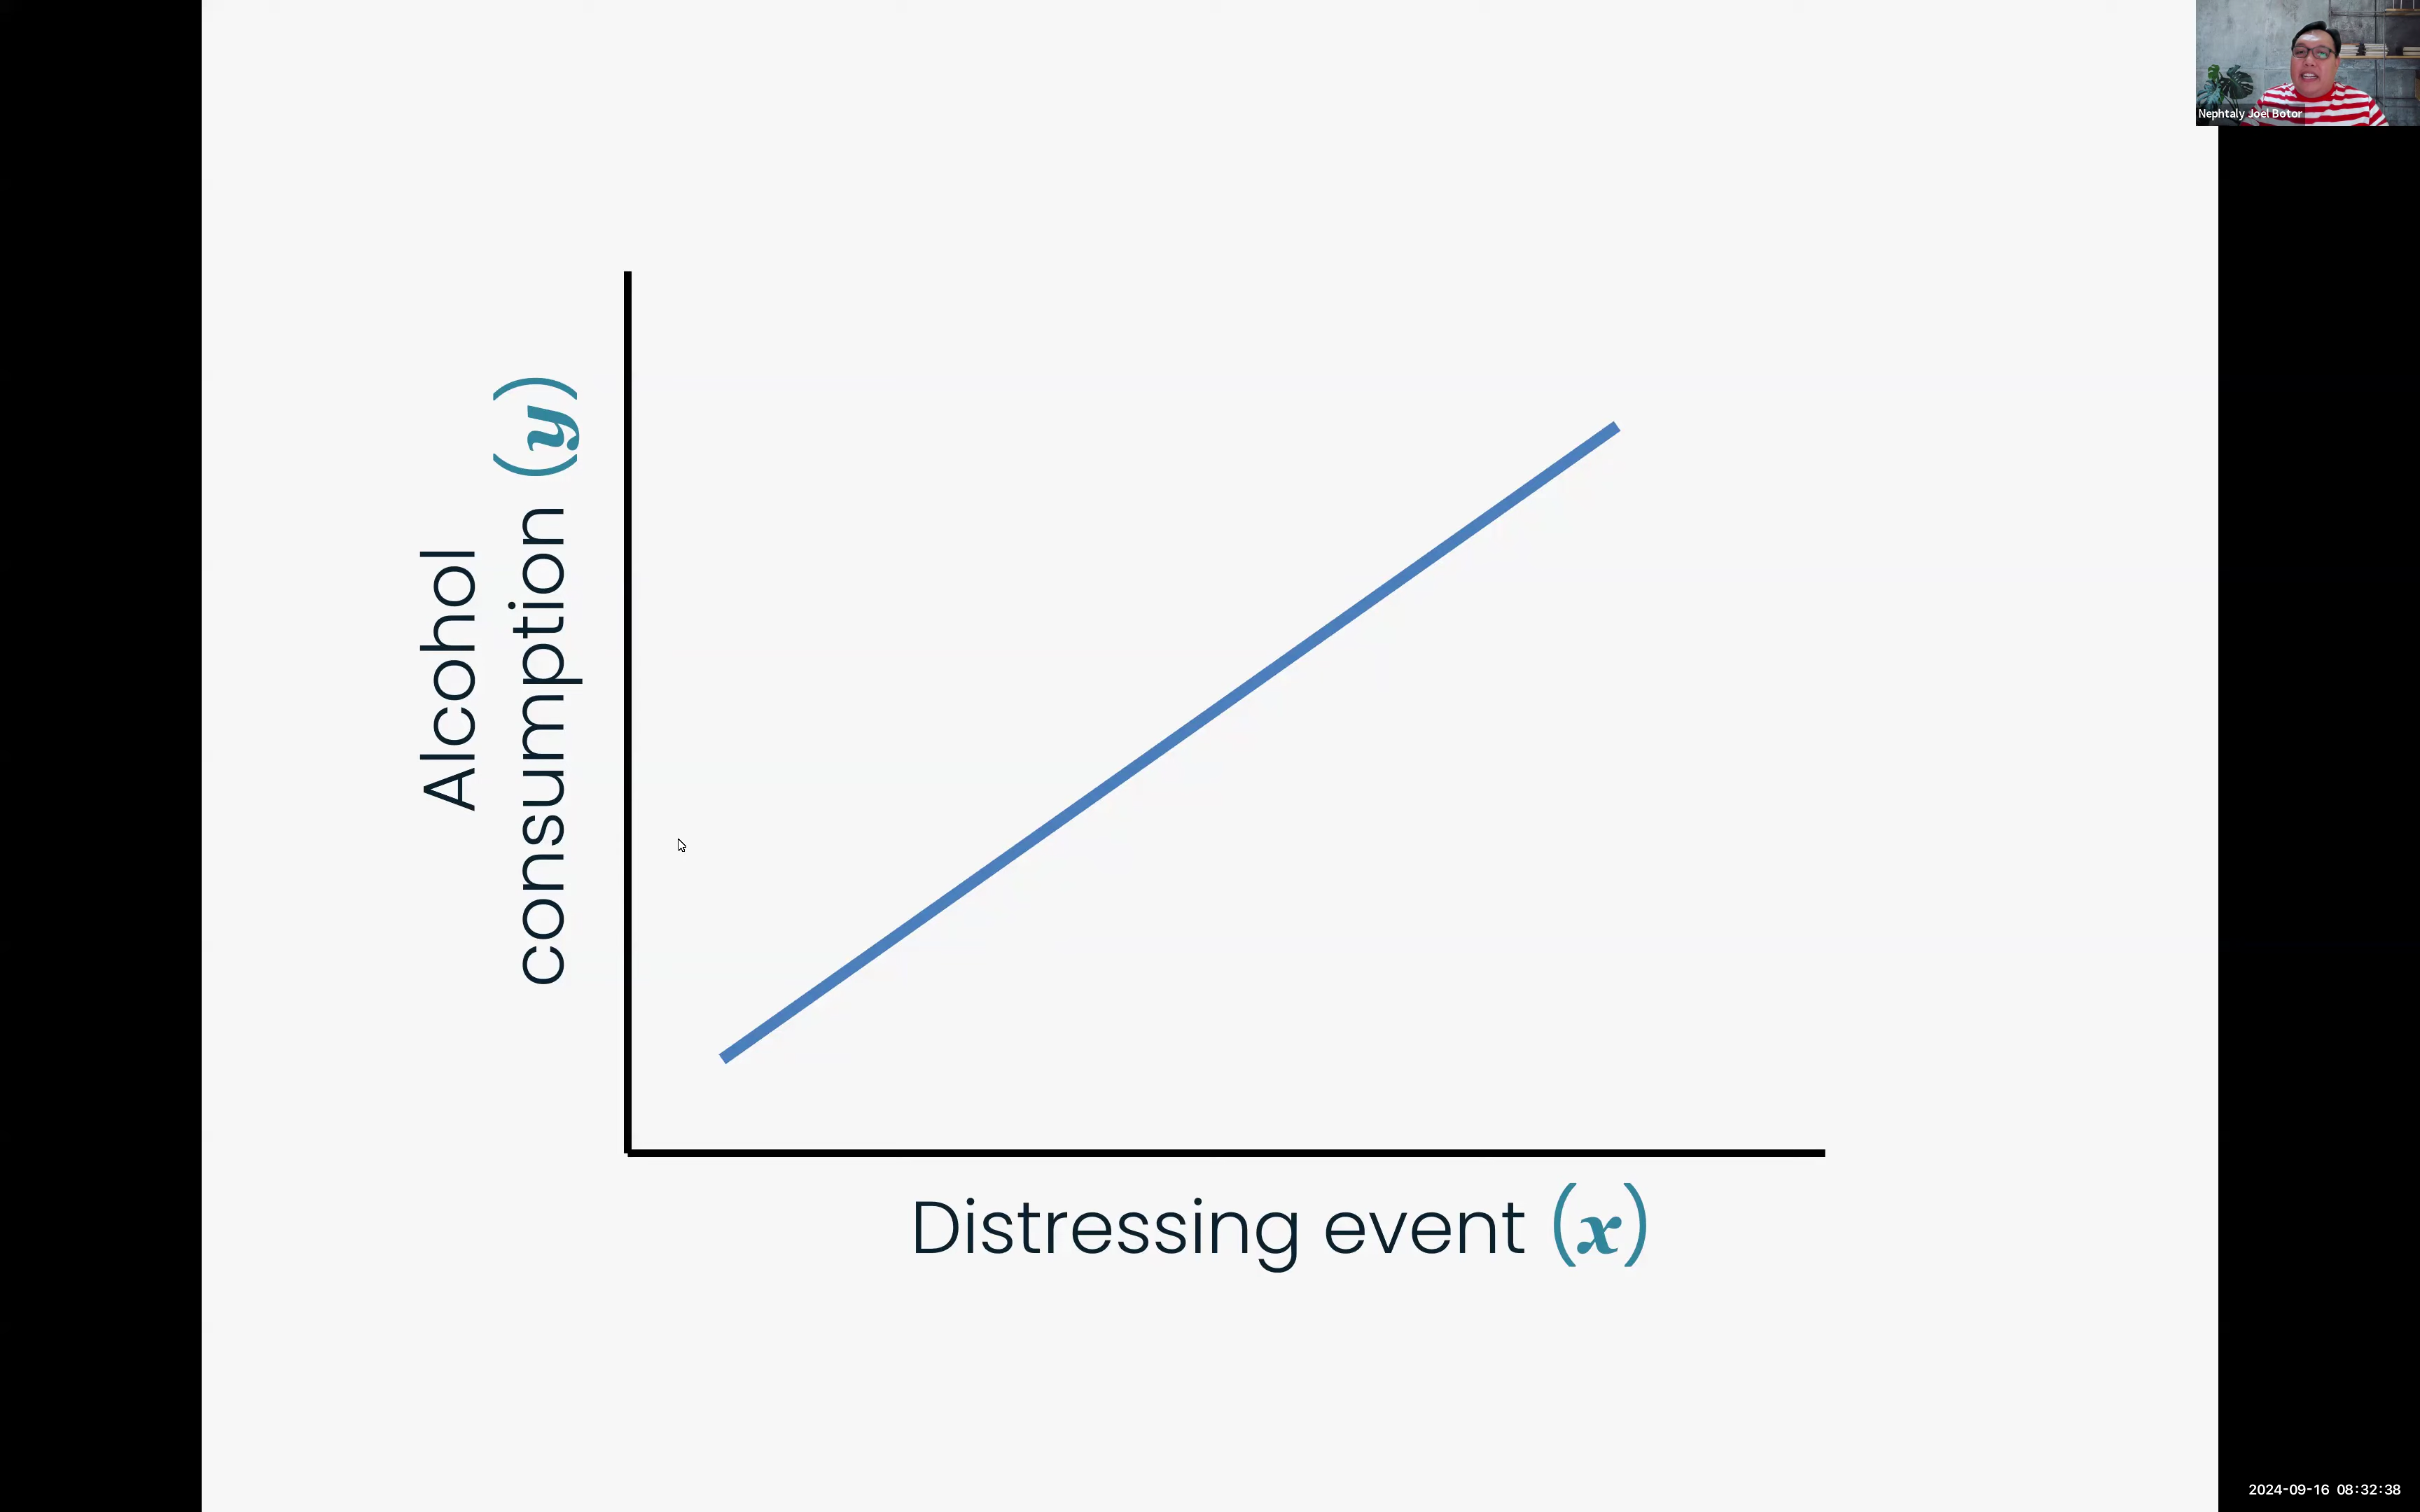 Nephtaly Joel Botor
Alcohol
consumption (y)
Distressing event (x)
2024-09-16 08:32:38